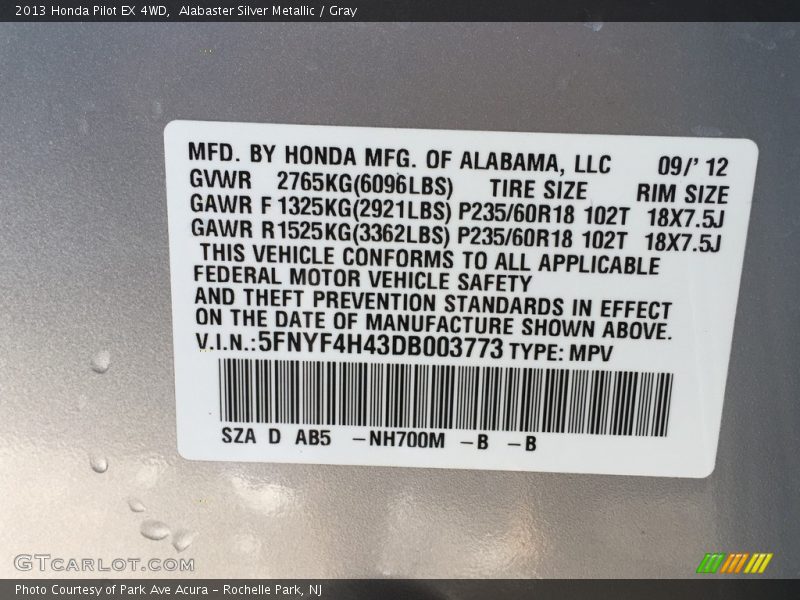 2013 Honda Pilot EX 4WD,  Alabaster Silver Metallic / Gray
MFD. BY HONDA MFG. OF ALABAMA, LLC 09/' 12
GVWR 2765KG(6096LBS) TIRE SIZE RIM SIZE
GAWR F 1325KG(2921LBS) P235/60R18 102T 18X7.5J
GAWR R 1525KG(3362LBS) P235/60R18 102T 18X7.5J
THIS VEHICLE CONFORMS TO ALL APPLICABLE
FEDERAL MOTOR VEHICLE SAFETY
AND THEFT PREVENTION STANDARDS IN EFFECT
ON THE DATE OF MANUFACTURE SHOWN ABOVE.
V.I.N.: 5FNYF4H43DB003773 TYPE: MPV
SZA D AB5 -NH700M -B -B
GTCARLOT.COM
Photo Courtesy of Park Ave Acura - Rochelle Park, NJ